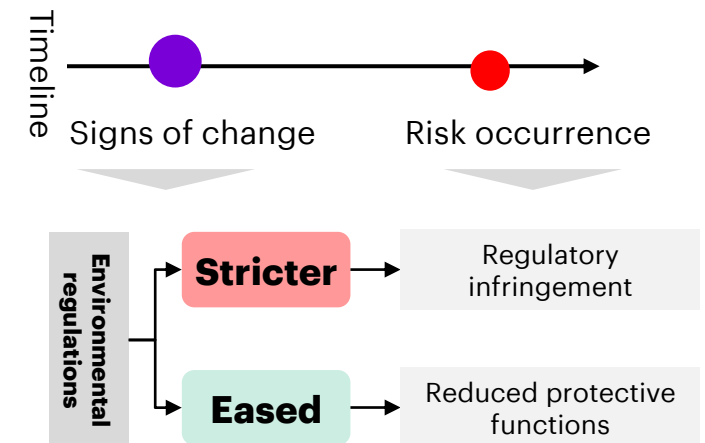 Timeline
Signs of change
Risk occurrence
Environmental
regulations
Stricter
Regulatory
infringement
Eased
Reduced protective
functions